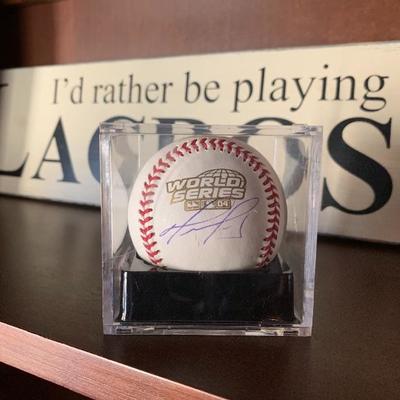 I'd rather be playing
LACROS
WORLD
SERIES
04